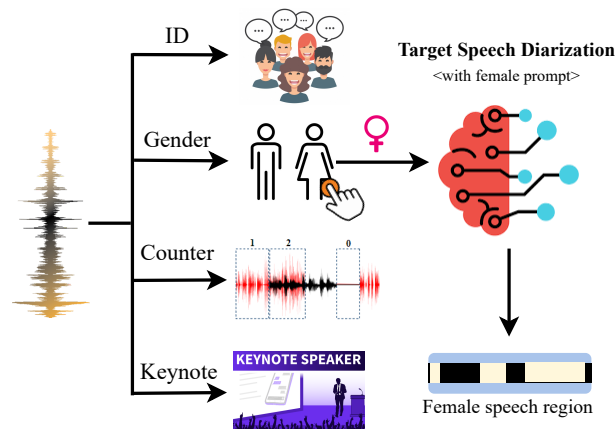 ID
Gender
Counter
1 2 0
Keynote
KEYNOTE SPEAKER
Target Speech Diarization
<with female prompt>
Female speech region